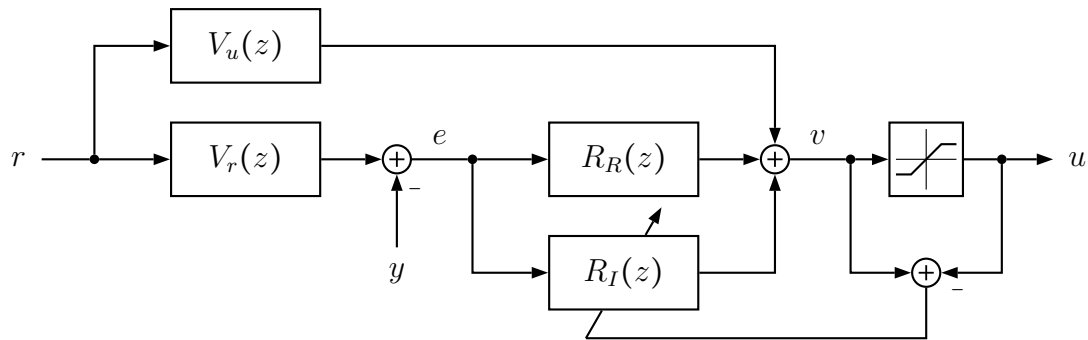 V_u(z)
r
V_r(z)
+
e
R_R(z)
+
v
u
-
y
R_I(z)
+
-